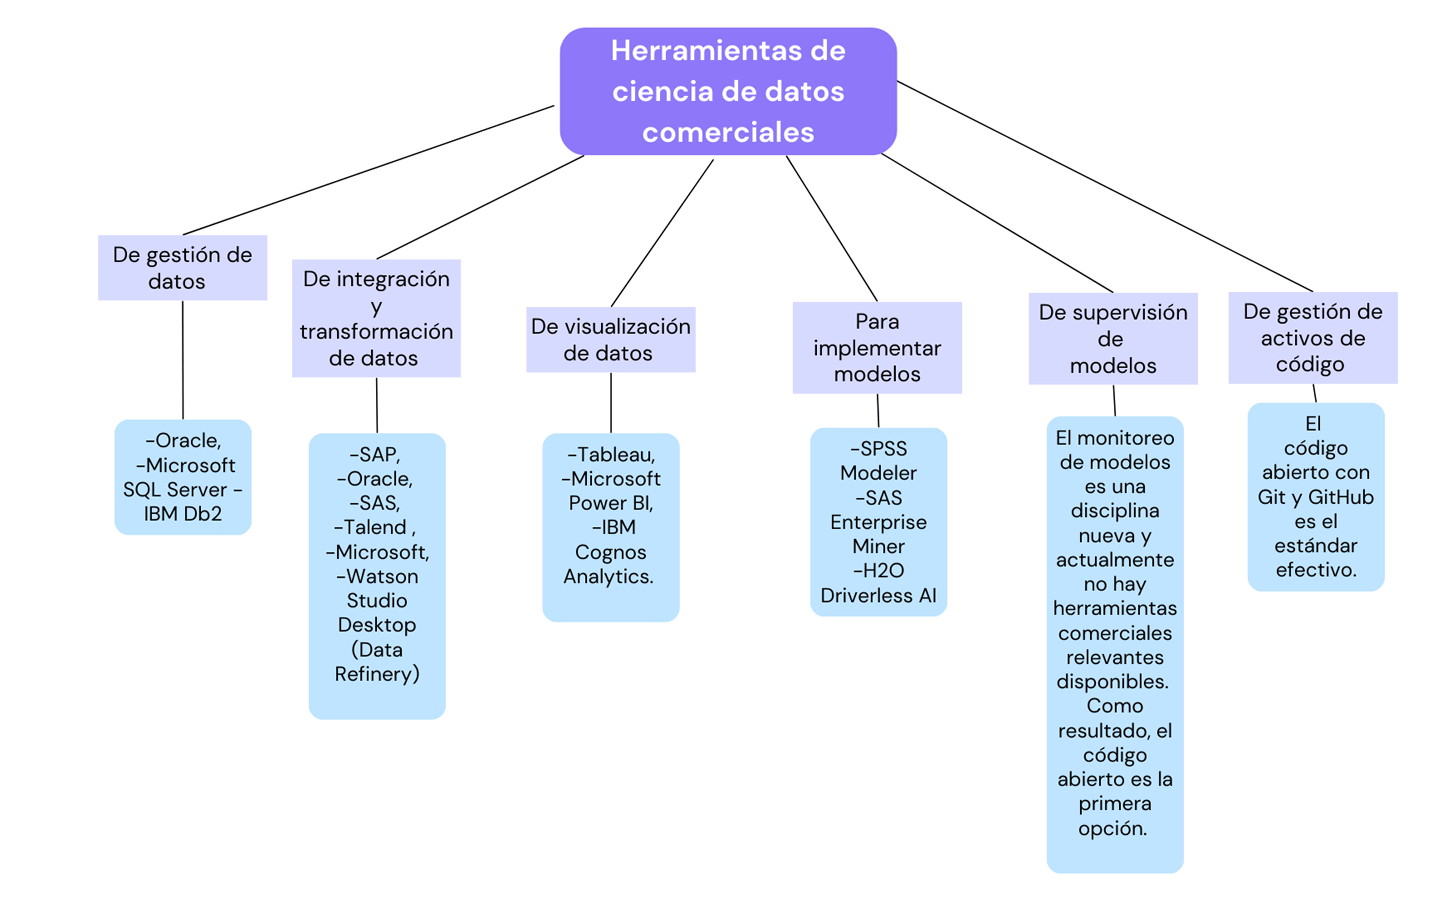 Herramientas de
ciencia de datos
comerciales
De gestión de
datos
-Oracle,
-Microsoft
SQL Server -
IBM Db2
De integración
y
transformación
de datos
-SAP,
-Oracle,
-SAS,
-Talend ,
-Microsoft,
-Watson
Studio
Desktop
(Data
Refinery)
De visualización
de datos
-Tableau,
-Microsoft
Power BI,
-IBM
Cognos
Analytics.
Para
implementar
modelos
-SPSS
Modeler
-SAS
Enterprise
Miner
-H2O
Driverless AI
De supervisión
de
modelos
El monitoreo
de modelos
es una
disciplina
nueva y
actualmente
no hay
herramientas
comerciales
relevantes
disponibles.
Como
resultado, el
código
abierto es la
primera
opción.
De gestión de
activos de
código
El
código
abierto con
Git y GitHub
es el
estándar
efectivo.